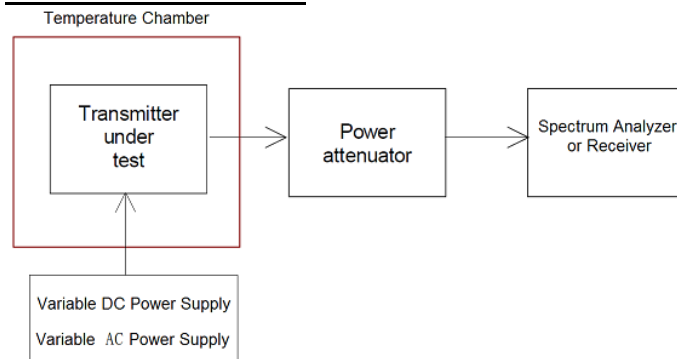 Temperature Chamber
Transmitter
under
test
Power
attenuator
Spectrum Analyzer
or Receiver
Variable DC Power Supply
Variable AC Power Supply